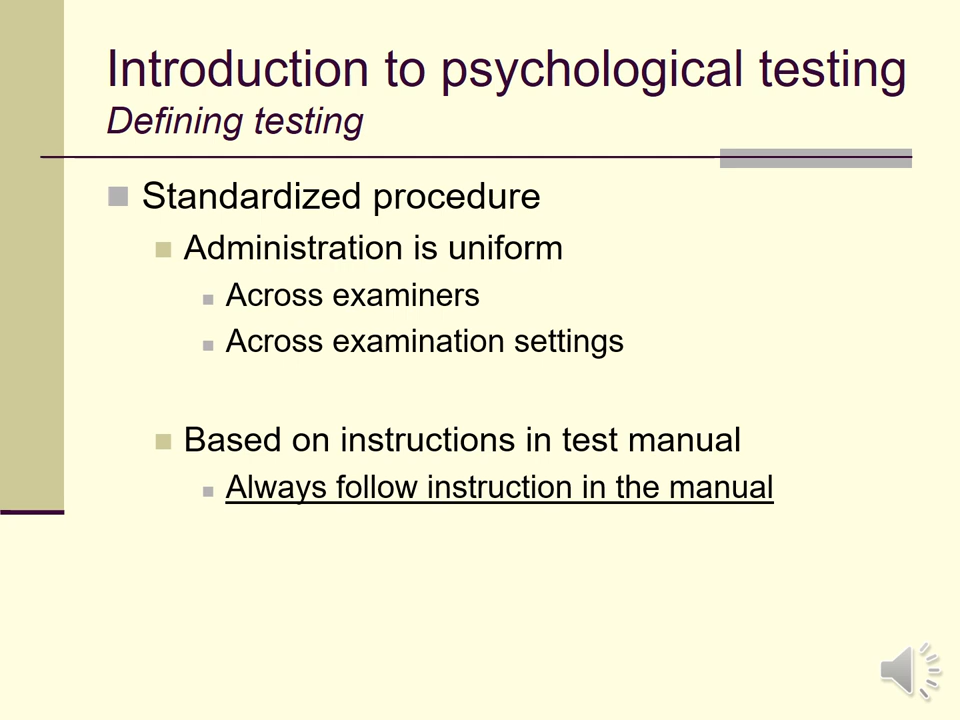 Introduction to psychological testing
Defining testing
Standardized procedure
Administration is uniform
Across examiners
Across examination settings
Based on instructions in test manual
Always follow instruction in the manual